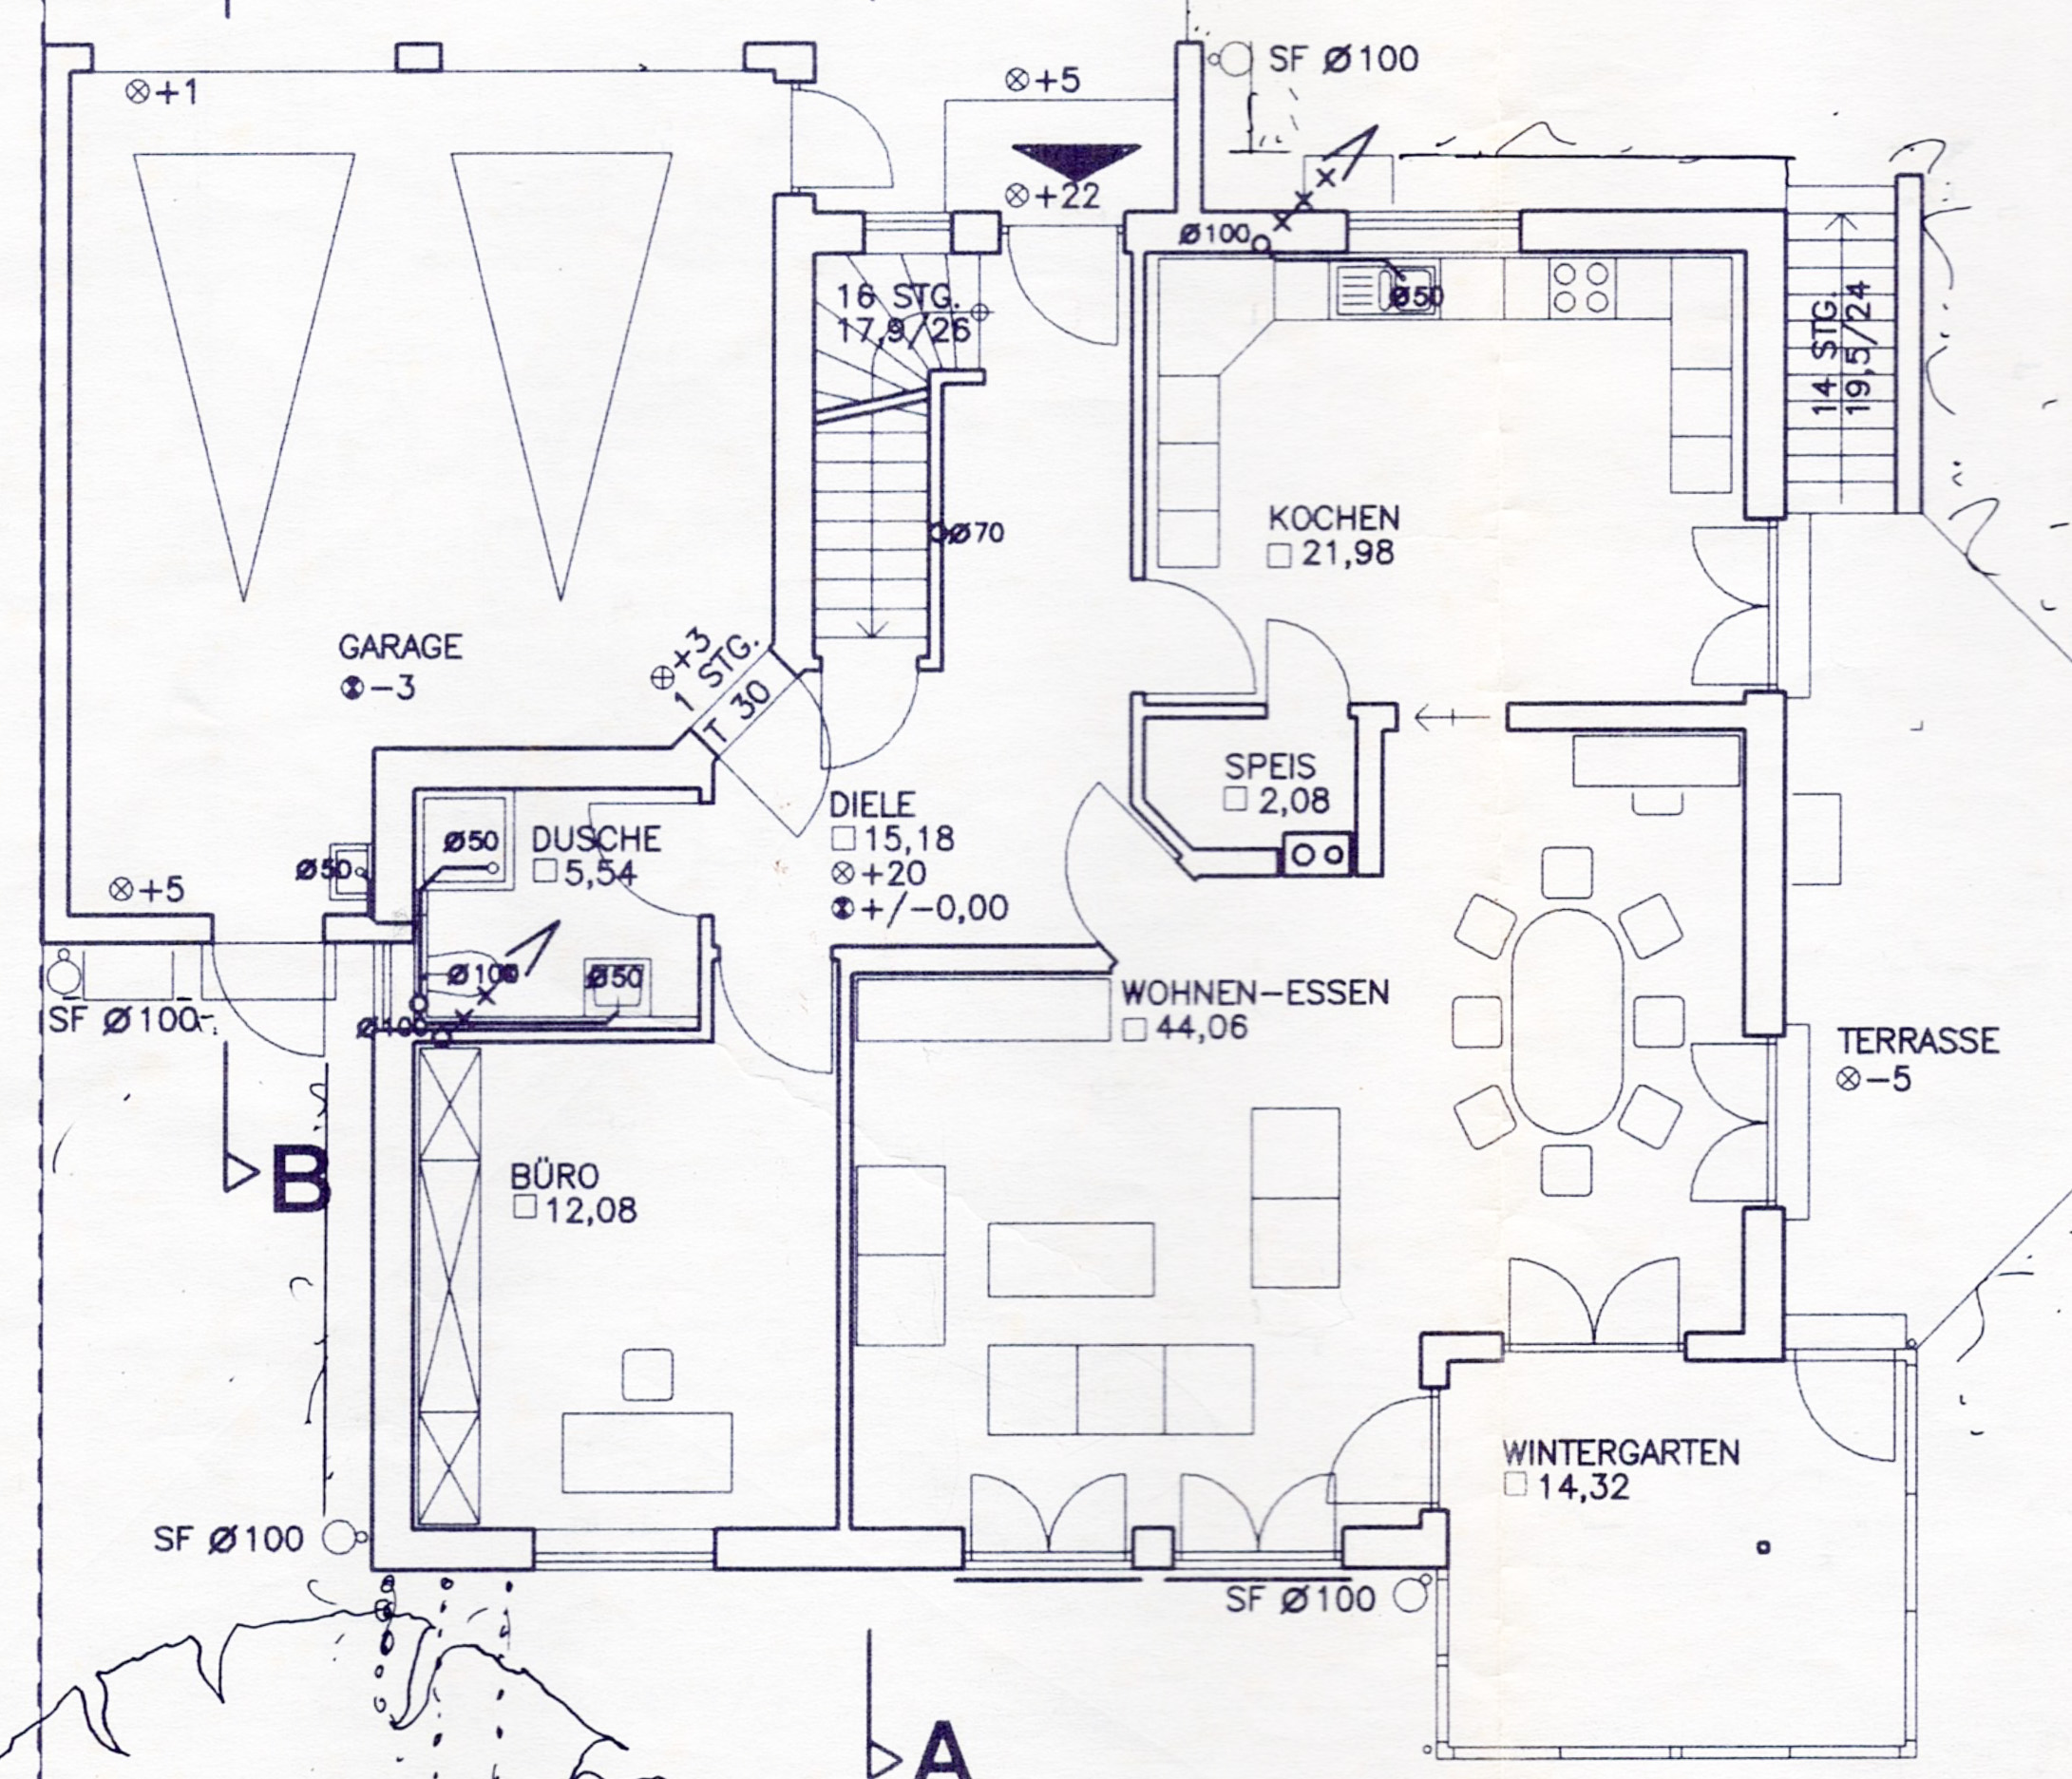 SF Ø100
+1
+5
+22
Ø100
Ø50
16 STG.
17,9/26
14 STG.
19,5/24
Ø70
KOCHEN
21,98
GARAGE
-3
+3
1 STG.
T 30
SPEIS
2,08
DIELE
15,18
+20
+/-0,00
DUSCHE
5,54
Ø50
Ø50
+5
Ø100
Ø50
Ø100
SF Ø100
WOHNEN-ESSEN
44,06
TERRASSE
-5
B
BÜRO
12,08
WINTERGARTEN
14,32
SF Ø100
SF Ø100
A